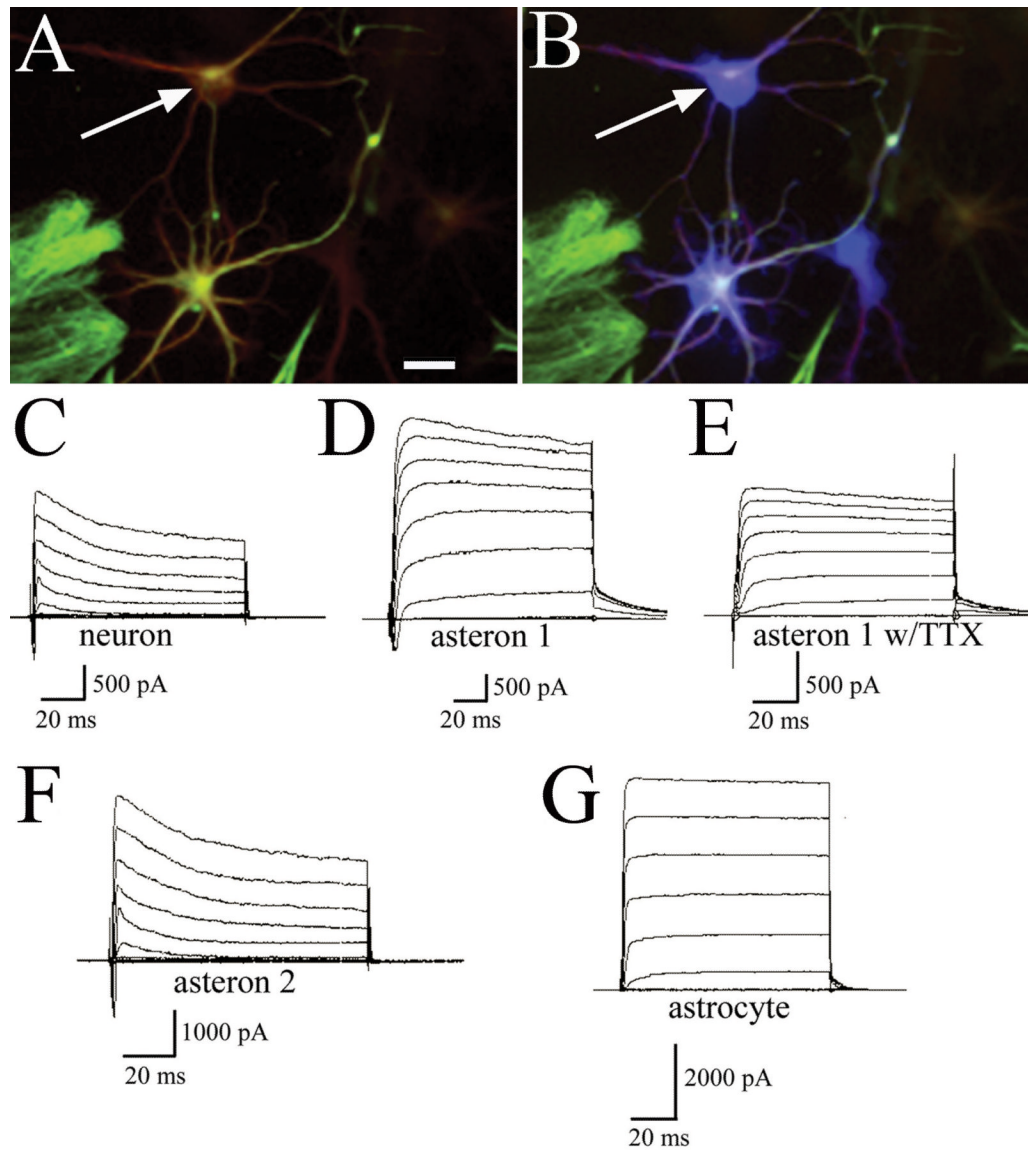 A
B
C
D
E
neuron
asteron 1
asteron 1 w/TTX
500 pA
20 ms
500 pA
20 ms
500 pA
20 ms
F
G
asteron 2
astrocyte
1000 pA
20 ms
2000 pA
20 ms